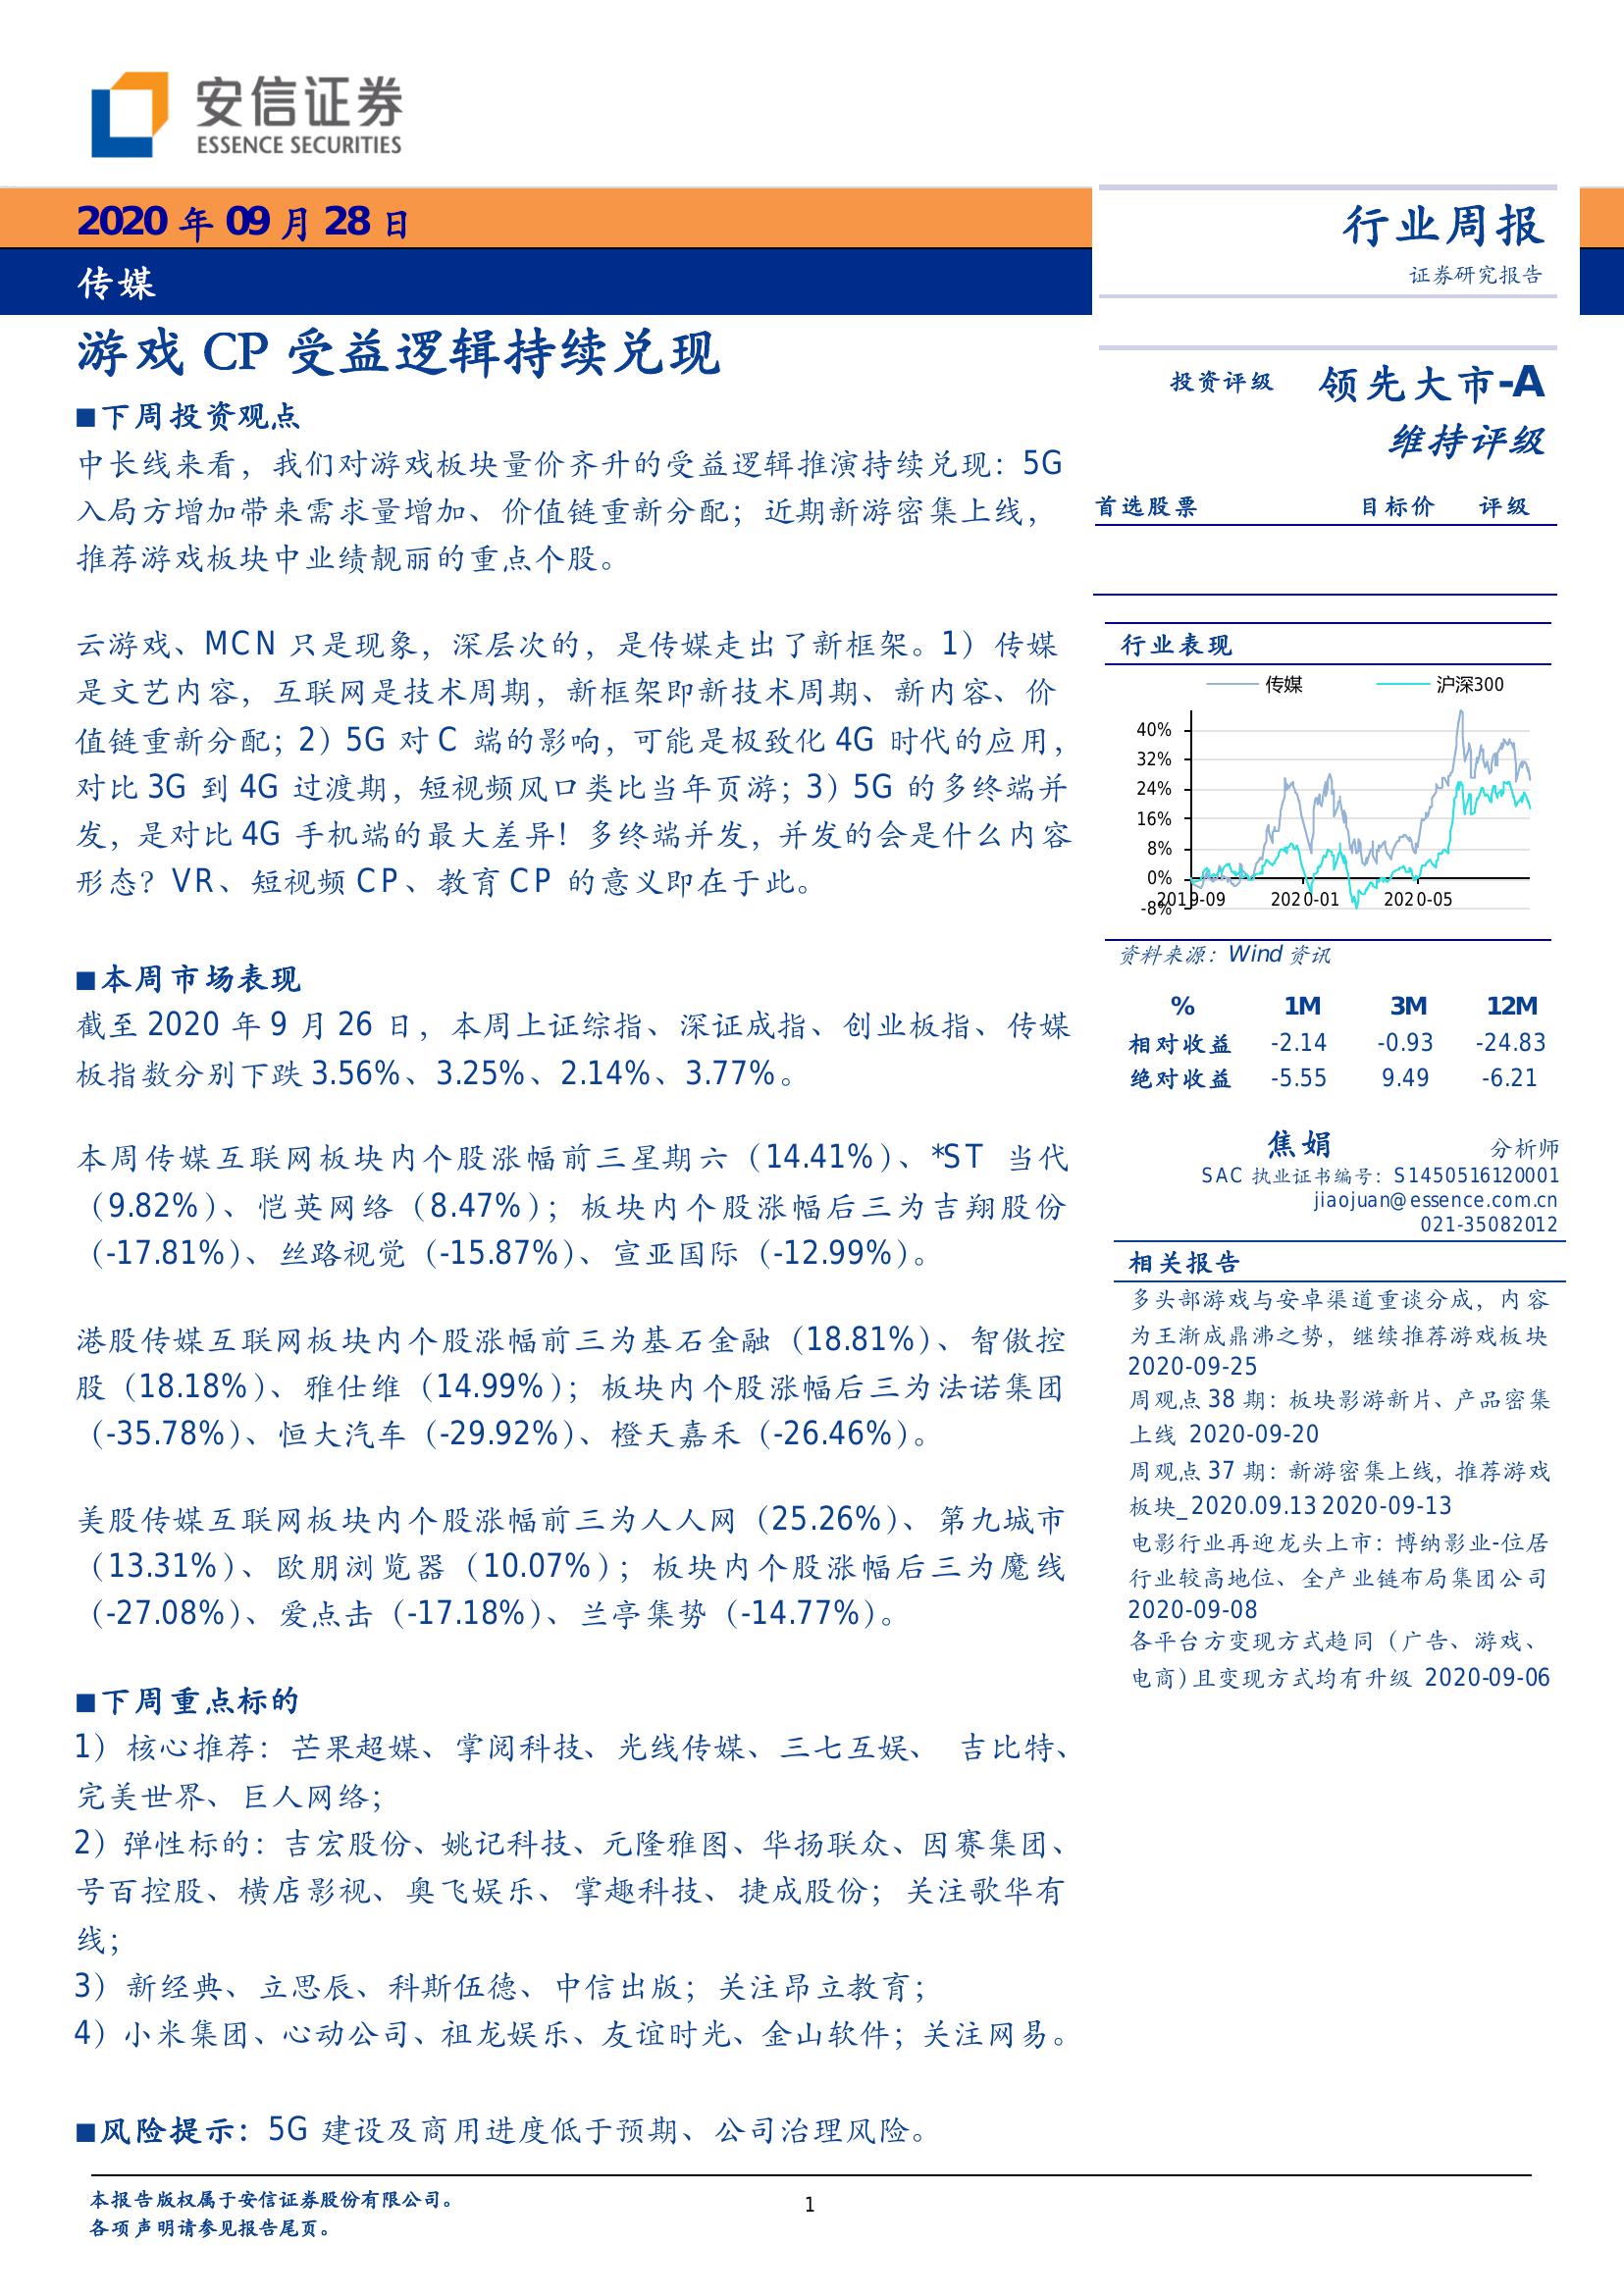 安信证券
ESSENCE SECURITIES
2020 年 09 月 28 日
传媒
游戏 CP 受益逻辑持续兑现
■下周投资观点
中长线来看，我们对游戏板块量价齐升的受益逻辑推演持续兑现：5G
入局方增加带来需求量增加、价值链重新分配；近期新游密集上线，
推荐游戏板块中业绩靓丽的重点个股。
云游戏、MCN 只是现象，深层次的，是传媒走出了新框架。1）传媒
是文艺内容，互联网是技术周期，新框架即新技术周期、新内容、价
值链重新分配；2）5G 对 C 端的影响，可能是极致化 4G 时代的应用，
对比 3G 到 4G 过渡期，短视频风口类比当年页游；3）5G 的多终端并
发，是对比 4G 手机端的最大差异！多终端并发，并发的会是什么内容
形态？VR、短视频 CP、教育 CP 的意义即在于此。
■本周市场表现
截至 2020 年 9 月 26 日，本周上证综指、深证成指、创业板指、传媒
板指数分别下跌 3.56%、3.25%、2.14%、3.77%。
本周传媒互联网板块内个股涨幅前三星期六（14.41%）、*ST 当代
（9.82%）、恺英网络（8.47%）；板块内个股涨幅后三为吉翔股份
（-17.81%）、丝路视觉（-15.87%）、宣亚国际（-12.99%）。
港股传媒互联网板块内个股涨幅前三为基石金融（18.81%）、智傲控
股（18.18%）、雅仕维（14.99%）；板块内个股涨幅后三为法诺集团
（-35.78%）、恒大汽车（-29.92%）、橙天嘉禾（-26.46%）。
美股传媒互联网板块内个股涨幅前三为人人网（25.26%）、第九城市
（13.31%）、欧朋浏览器（10.07%）；板块内个股涨幅后三为魔线
（-27.08%）、爱点击（-17.18%）、兰亭集势（-14.77%）。
■下周重点标的
1）核心推荐：芒果超媒、掌阅科技、光线传媒、三七互娱、 吉比特、
完美世界、巨人网络；
2）弹性标的：吉宏股份、姚记科技、元隆雅图、华扬联众、因赛集团、
号百控股、横店影视、奥飞娱乐、掌趣科技、捷成股份；关注歌华有
线；
3）新经典、立思辰、科斯伍德、中信出版；关注昂立教育；
4）小米集团、心动公司、祖龙娱乐、友谊时光、金山软件；关注网易。
■风险提示：5G 建设及商用进度低于预期、公司治理风险。
行业周报
证券研究报告
投资评级 领先大市-A
维持评级
首选股票 目标价 评级
行业表现
传媒 沪深300
40%
32%
24%
16%
8%
0%
-8%
2019-09 2020-01 2020-05
资料来源：Wind 资讯
% 1M 3M 12M
相对收益 -2.14 -0.93 -24.83
绝对收益 -5.55 9.49 -6.21
焦娟 分析师
SAC 执业证书编号：S1450516120001
jiaojuan@essence.com.cn
021-35082012
相关报告
多头部游戏与安卓渠道重谈分成，内容
为王渐成鼎沸之势，继续推荐游戏板块
2020-09-25
周观点 38 期：板块影游新片、产品密集
上线 2020-09-20
周观点 37 期：新游密集上线，推荐游戏
板块_2020.09.13 2020-09-13
电影行业再迎龙头上市：博纳影业-位居
行业较高地位、全产业链布局集团公司
2020-09-08
各平台方变现方式趋同（广告、游戏、
电商）且变现方式均有升级 2020-09-06
本报告版权属于安信证券股份有限公司。
各项声明请参见报告尾页。
1